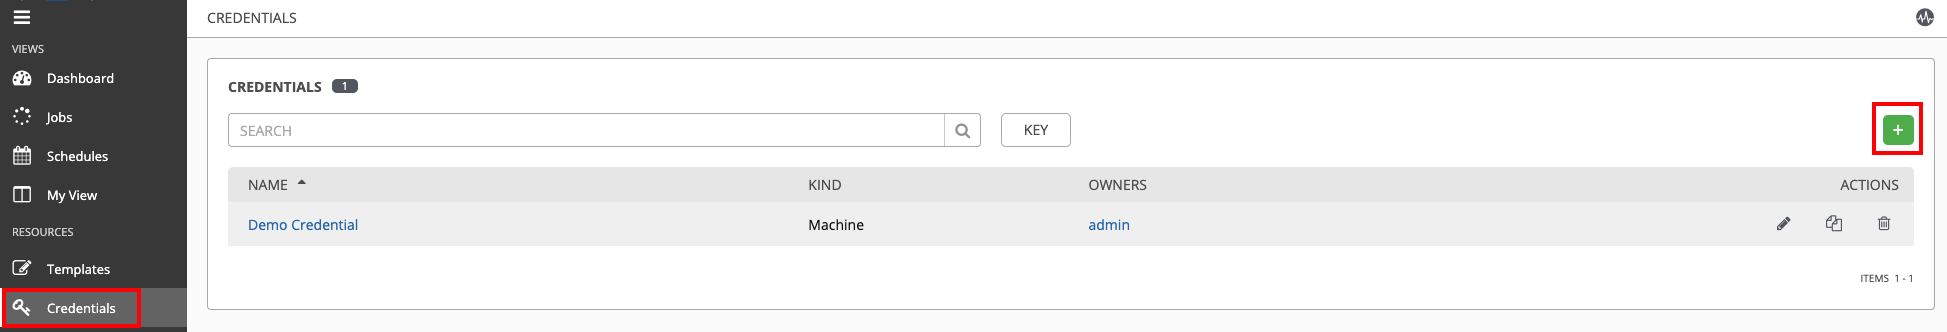 CREDENTIALS
VIEWS
Dashboard
Jobs
Schedules
My View
RESOURCES
Templates
Credentials
CREDENTIALS 1
SEARCH
KEY
+
NAME KIND OWNERS ACTIONS
Demo Credential Machine admin
ITEMS 1 - 1